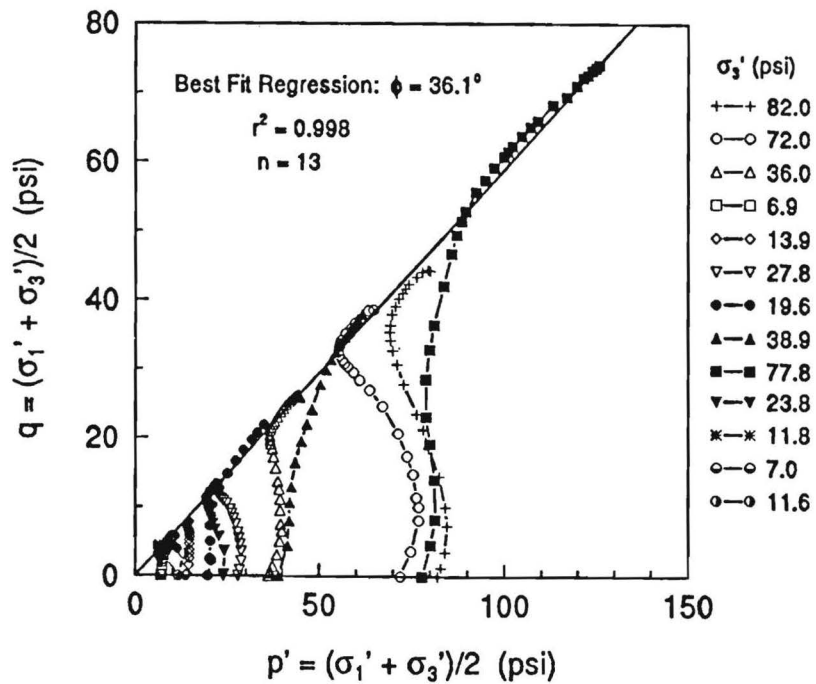 80
60
40
20
0
q = (σ₁' + σ₃')/2 (psi)
Best Fit Regression: ϕ = 36.1°
r² = 0.998
n = 13
0 50 100 150
p' = (σ₁' + σ₃')/2 (psi)
σ₃' (psi)
82.0
72.0
36.0
6.9
13.9
27.8
19.6
38.9
77.8
23.8
11.8
7.0
11.6